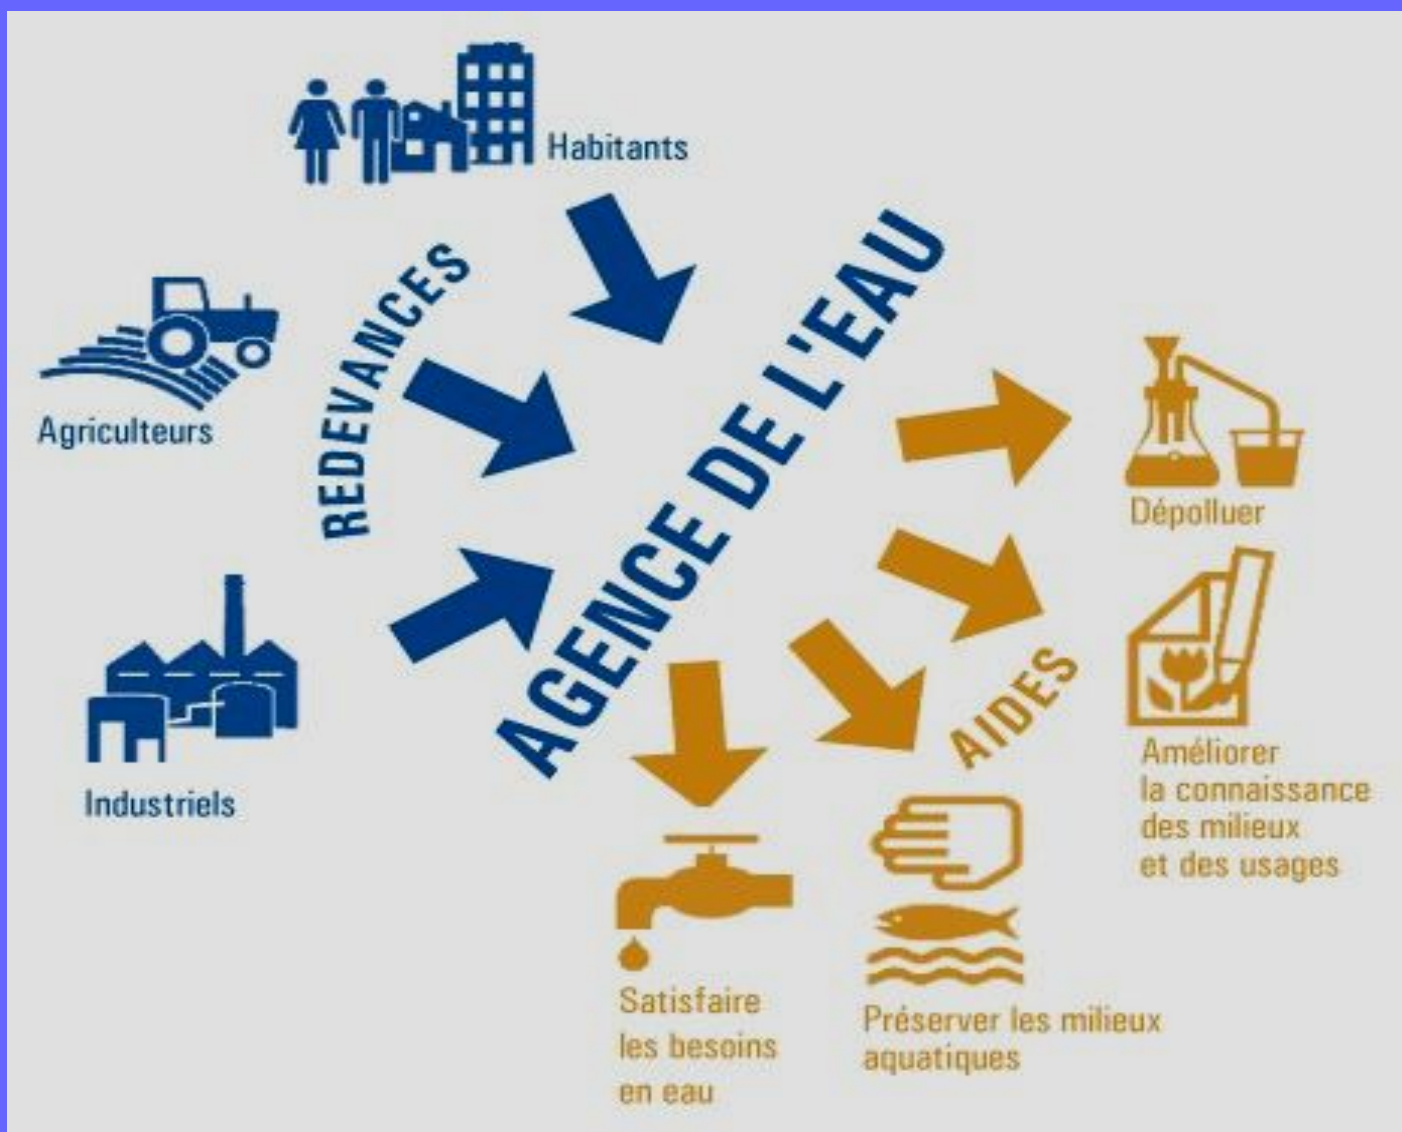 Habitants
REDEVANCES
Agriculteurs
Industriels
AGENCE DE L'EAU
Dépolluer
AIDES
Améliorer
la connaissance
des milieux
et des usages
Satisfaire
les besoins
en eau
Préserver les milieux
aquatiques